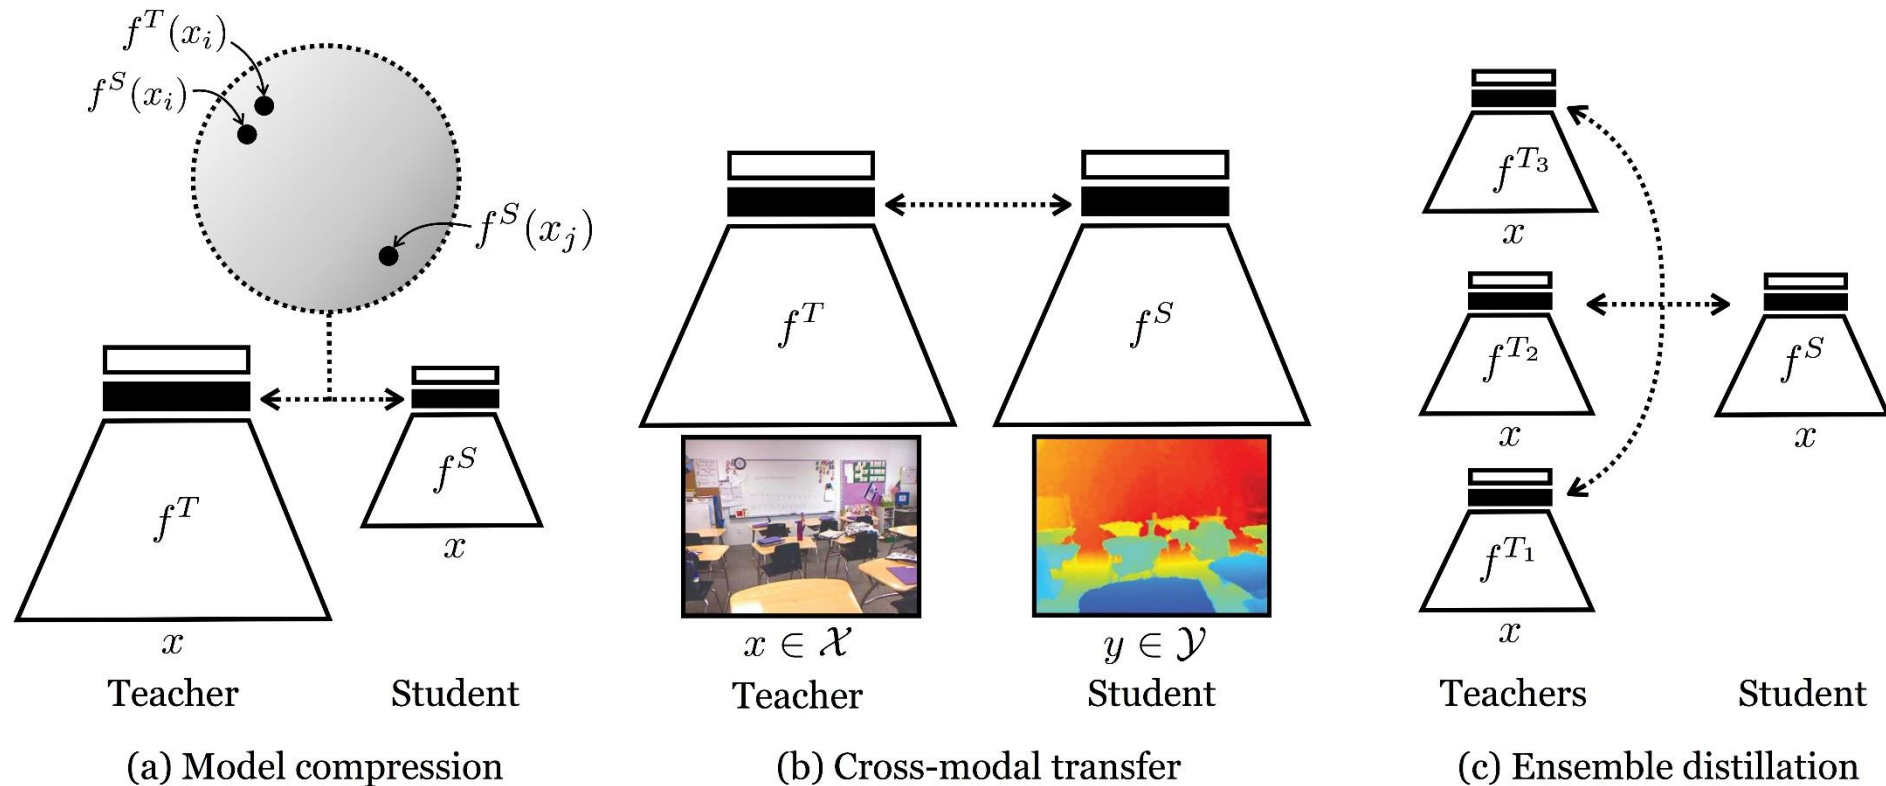 f^T(x_i)
f^S(x_i)
f^S(x_j)
f^T
x
f^S
x
Teacher
Student
(a) Model compression
f^T
f^S
x ∈ 𝒳
y ∈ 𝒴
Teacher
Student
(b) Cross-modal transfer
f^{T_3}
x
f^{T_2}
x
f^S
x
f^{T_1}
x
Teachers
Student
(c) Ensemble distillation